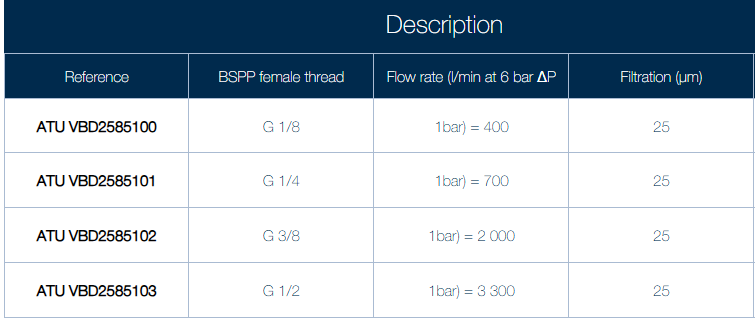 Description
Reference BSPP female thread Flow rate (l/min at 6 bar ΔP Filtration (µm)
ATU VBD2585100 G 1/8 1bar) = 400 25
ATU VBD2585101 G 1/4 1bar) = 700 25
ATU VBD2585102 G 3/8 1bar) = 2 000 25
ATU VBD2585103 G 1/2 1bar) = 3 300 25